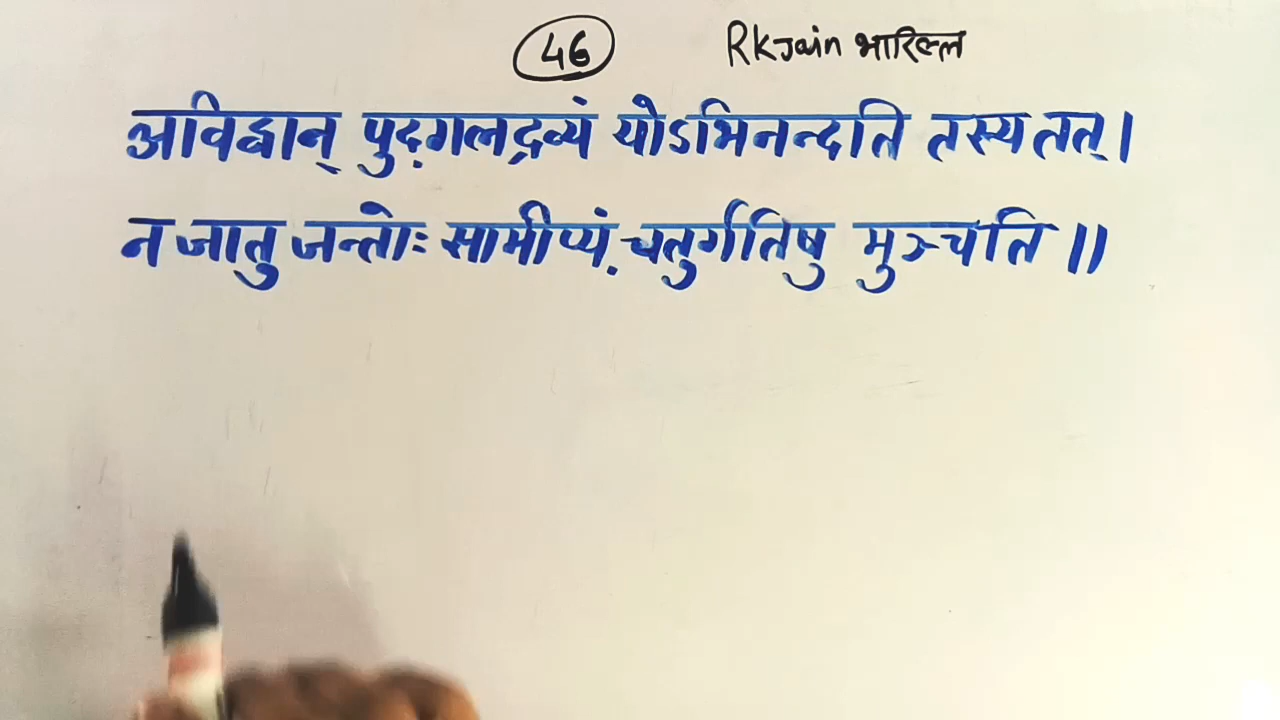 46 RKJain भारिल्ल
अविद्वान् पुद्गलद्रव्यं योऽभिनन्दति तस्य तत्।
न जातु जन्तोः सामीप्यं चतुर्गतिषु मुञ्चति॥